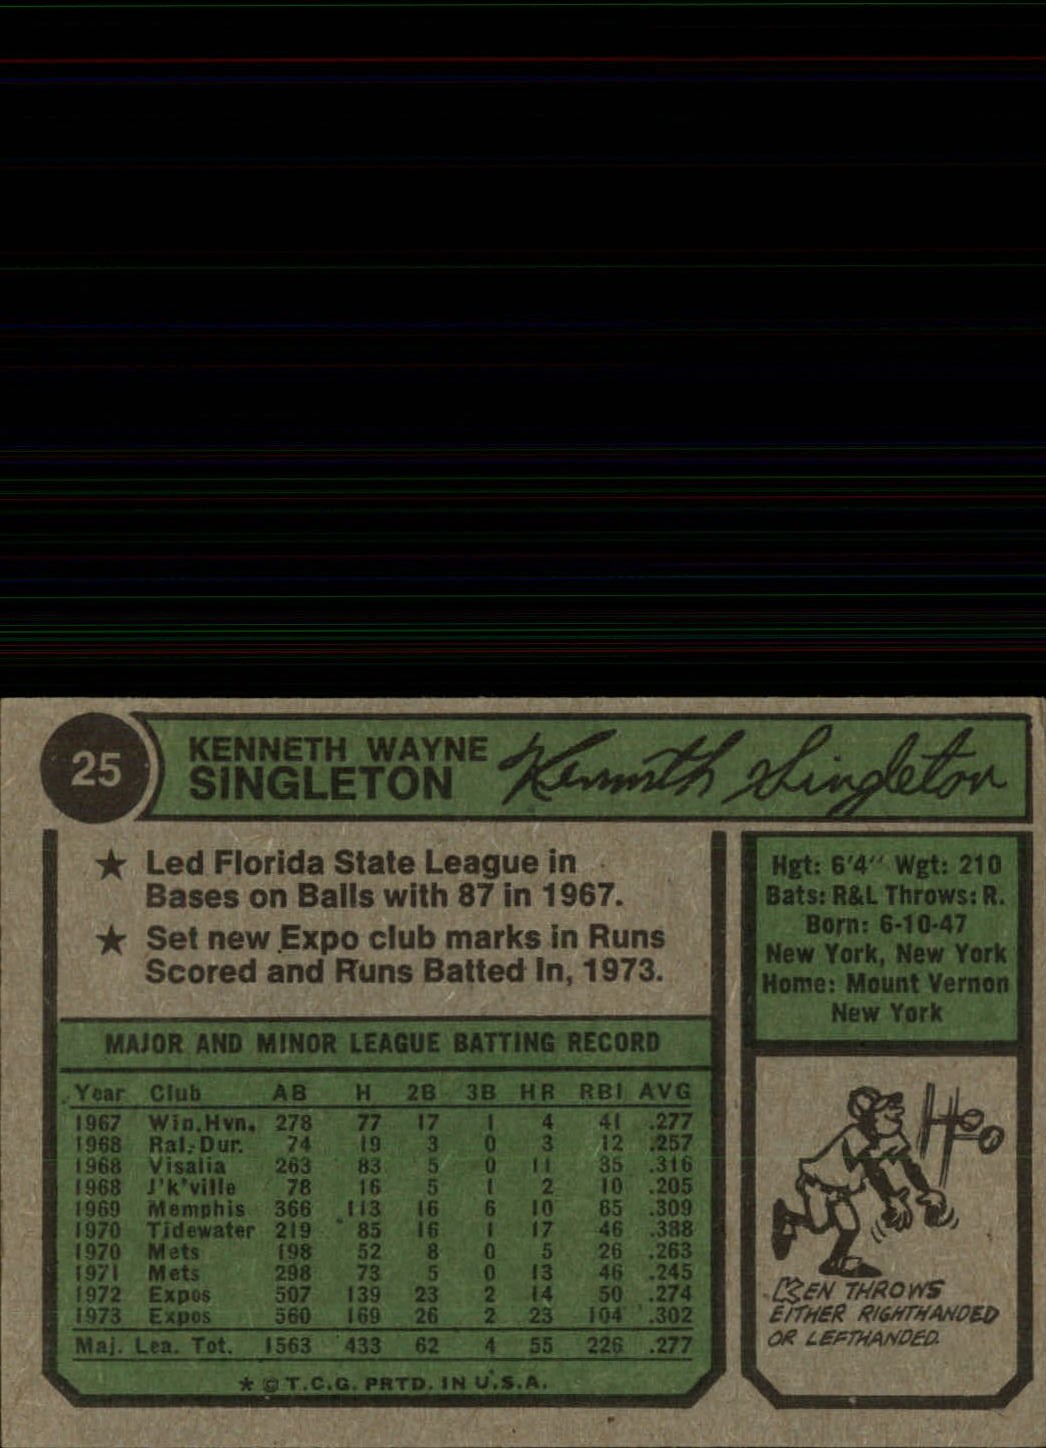 25
KENNETH WAYNE
SINGLETON
Kenneth Singleton
★ Led Florida State League in
Bases on Balls with 87 in 1967.
★ Set new Expo club marks in Runs
Scored and Runs Batted In, 1973.
Hgt: 6'4" Wgt: 210
Bats: R&L Throws: R.
Born: 6-10-47
New York, New York
Home: Mount Vernon
New York
MAJOR AND MINOR LEAGUE BATTING RECORD
Year Club AB H 2B 3B HR RBI AVG
1967 Win.Hvn. 278 77 17 1 4 41 .277
1968 Ral.-Dur. 74 19 3 0 3 12 .257
1968 Visalia 263 83 5 0 11 35 .316
1968 J'k'ville 78 16 5 1 2 10 .205
1969 Memphis 366 113 16 6 10 65 .309
1970 Tidewater 219 85 16 1 17 46 .388
1970 Mets 198 52 8 0 5 26 .263
1971 Mets 298 73 5 0 13 46 .245
1972 Expos 507 139 23 2 14 50 .274
1973 Expos 560 169 26 2 23 104 .302
Maj. Lea. Tot. 1563 433 62 4 55 226 .277
* © T.C.G. PRTD. IN U.S.A.
KEN THROWS
EITHER RIGHTHANDED
OR LEFTHANDED.